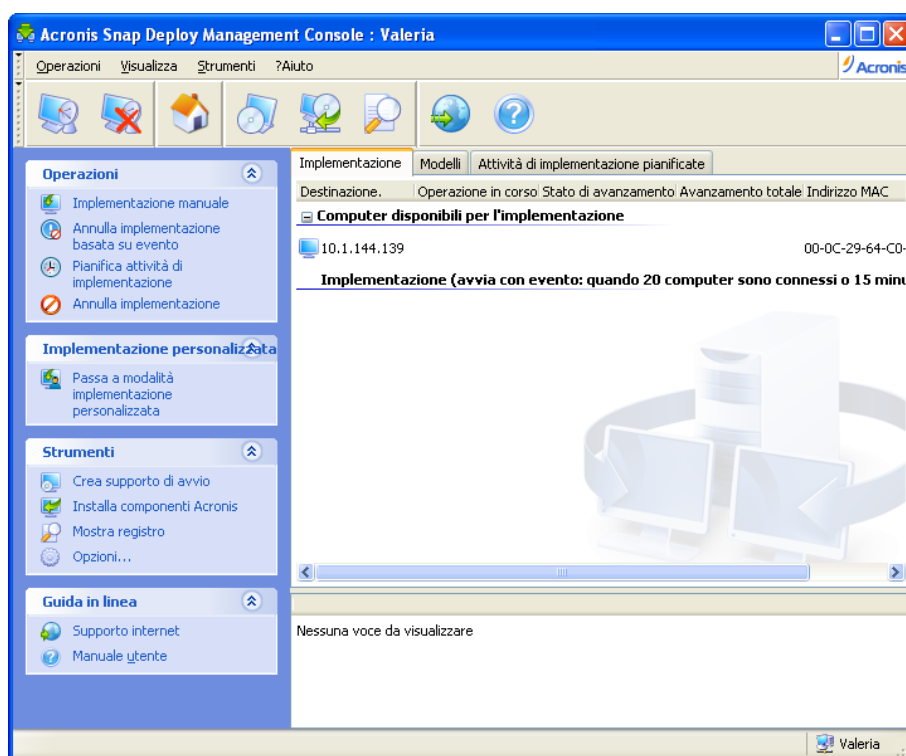 Acronis Snap Deploy Management Console : Valeria
Operazioni Visualizza Strumenti ?Aiuto
Acronis
Implementazione Modelli Attività di implementazione pianificate
Destinazione. Operazione in corso Stato di avanzamento Avanzamento totale Indirizzo MAC
Computer disponibili per l'implementazione
10.1.144.139 00-0C-29-64-C0-
Implementazione (avvia con evento: quando 20 computer sono connessi o 15 minu
Operazioni
Implementazione manuale
Annulla implementazione
basata su evento
Pianifica attività di
implementazione
Annulla implementazione
Implementazione personalizzata
Passa a modalità
implementazione
personalizzata
Strumenti
Crea supporto di avvio
Installa componenti Acronis
Mostra registro
Opzioni...
Guida in linea
Supporto internet
Manuale utente
Nessuna voce da visualizzare
Valeria